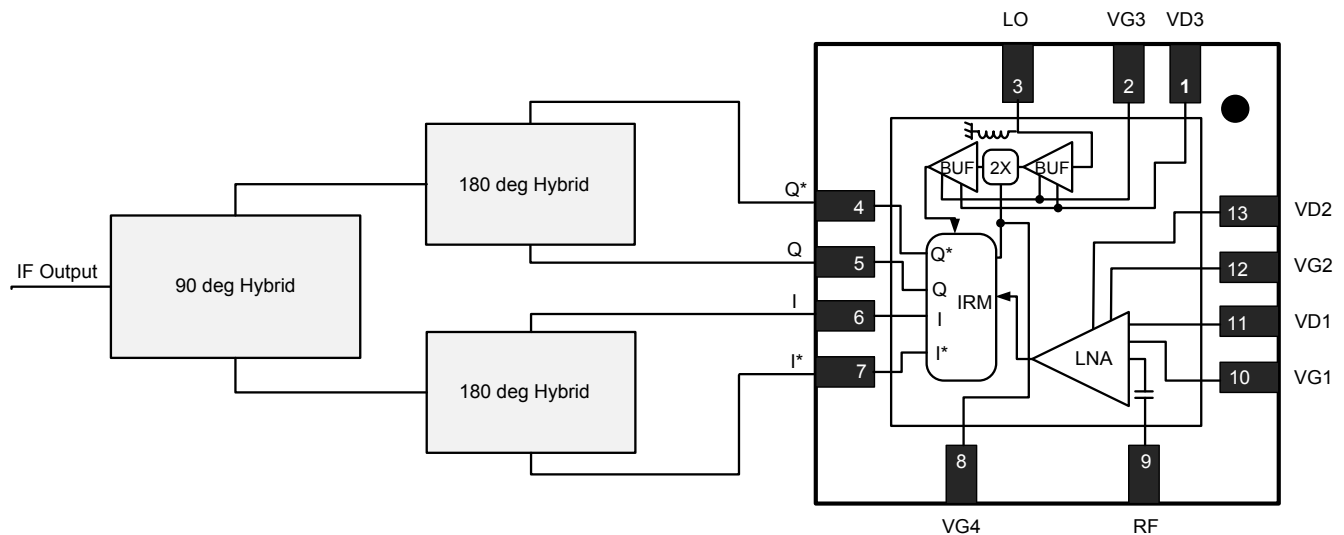 LO VG3 VD3
3 2 1
180 deg Hybrid
BUF 2X BUF
Q* 4
13 VD2
Q 5
Q*
IF Output
90 deg Hybrid
12 VG2
Q
I 6
IRM
I
11 VD1
I* 7
I*
LNA
180 deg Hybrid
10 VG1
8 9
VG4 RF